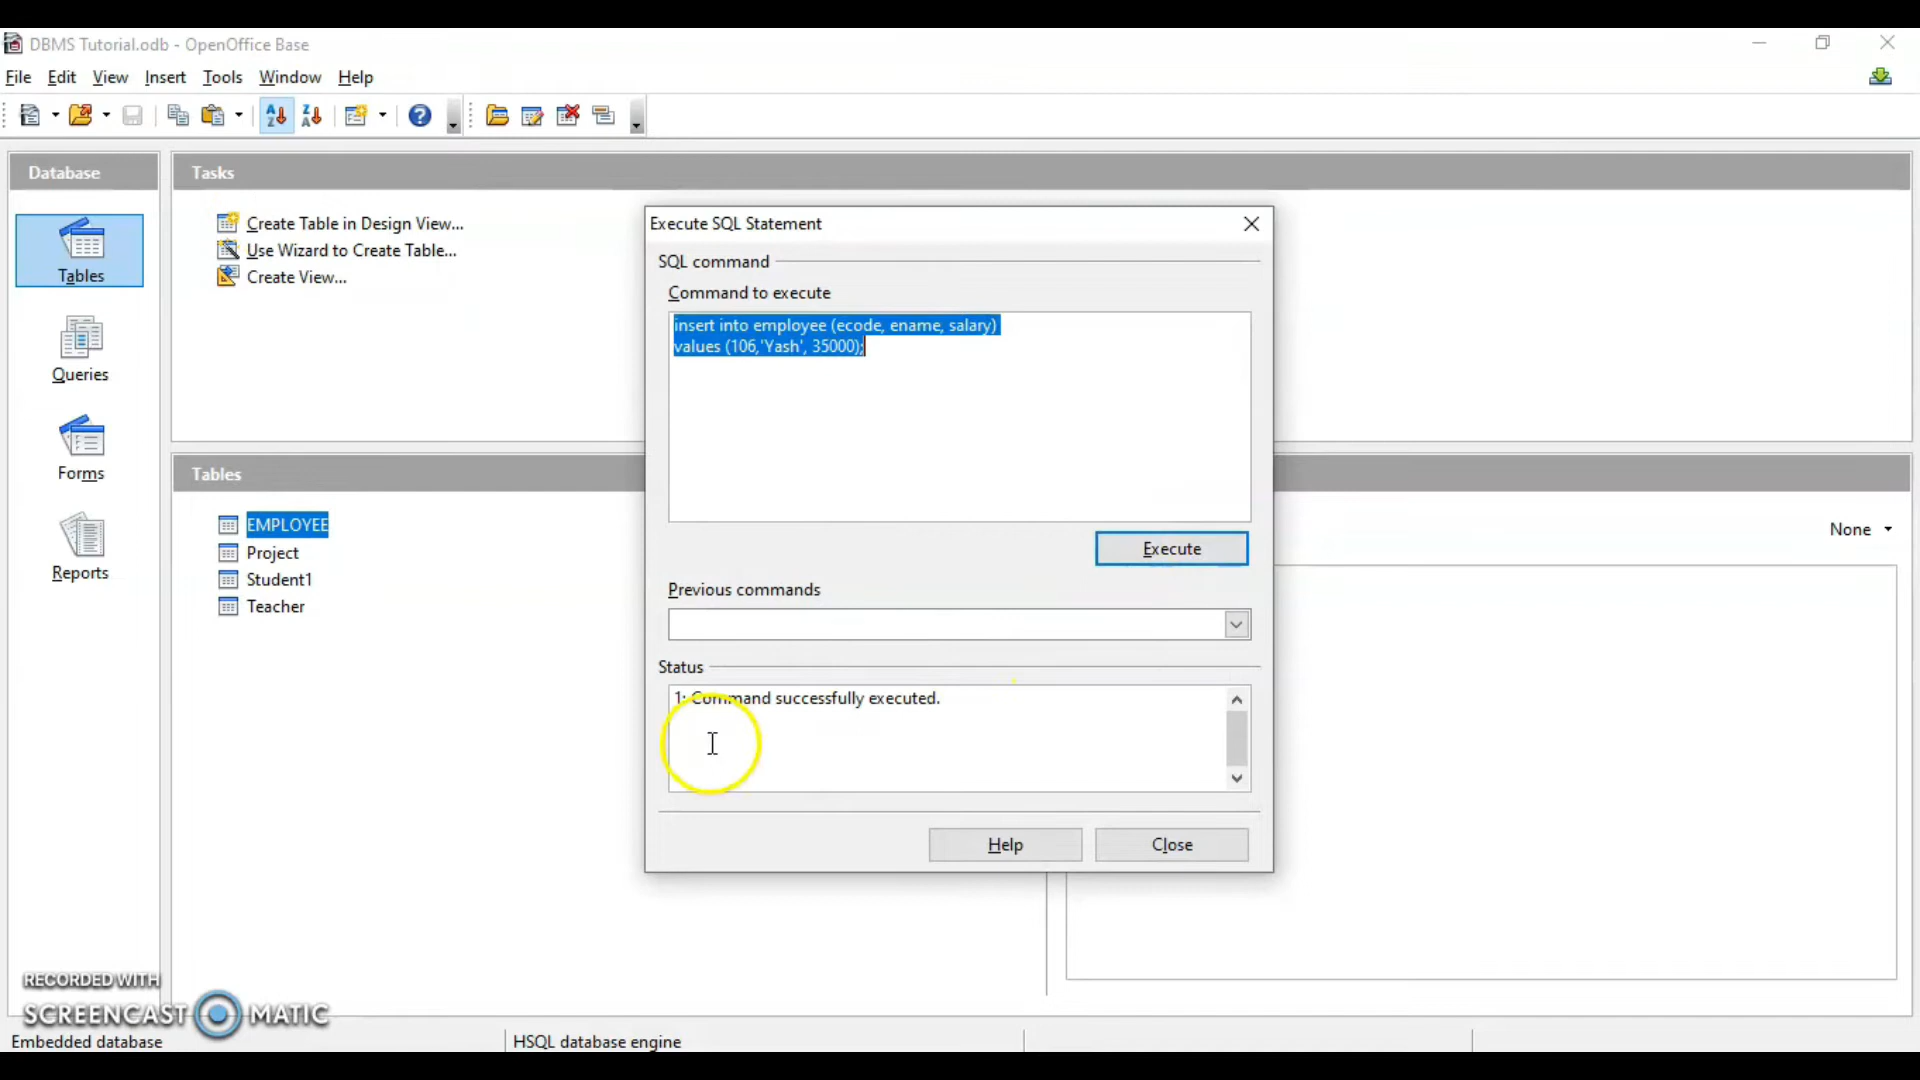 DBMS Tutorial.odb - OpenOffice Base
File Edit View Insert Tools Window Help
Database
Tasks
Create Table in Design View...
Use Wizard to Create Table...
Create View...
Tables
Queries
Forms
Reports
Tables
EMPLOYEE
Project
Student1
Teacher
None
Execute SQL Statement
SQL command
Command to execute
insert into employee (ecode, ename, salary)
values (106,'Yash', 35000);
Execute
Previous commands
Status
1: Command successfully executed.
Help
Close
RECORDED WITH
SCREENCAST MATIC
Embedded database
HSQL database engine